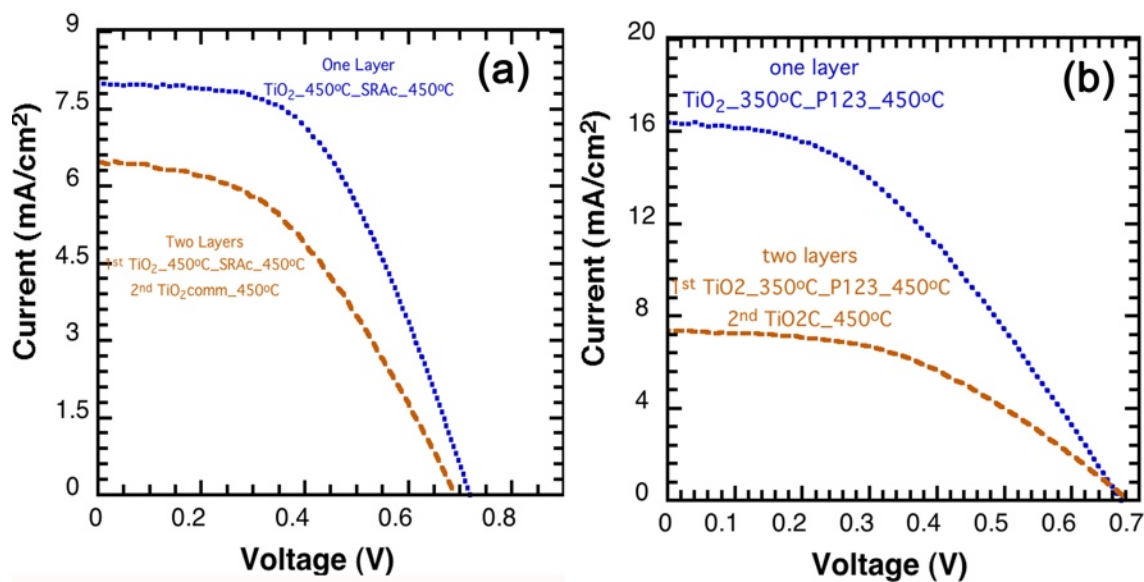 (a)
One Layer
TiO₂_450ºC_SRAc_450ºC
Two Layers
1st TiO₂_450ºC_SRAc_450ºC
2nd TiO₂comm_450ºC
Current (mA/cm²)
9
7.5
6
4.5
3
1.5
0
0 0.2 0.4 0.6 0.8
Voltage (V)
(b)
one layer
TiO₂_350ºC_P123_450ºC
two layers
1st TiO2_350ºC_P123_450ºC
2nd TiO2C_450ºC
Current (mA/cm²)
20
16
12
8
4
0
0 0.1 0.2 0.3 0.4 0.5 0.6 0.7
Voltage (V)